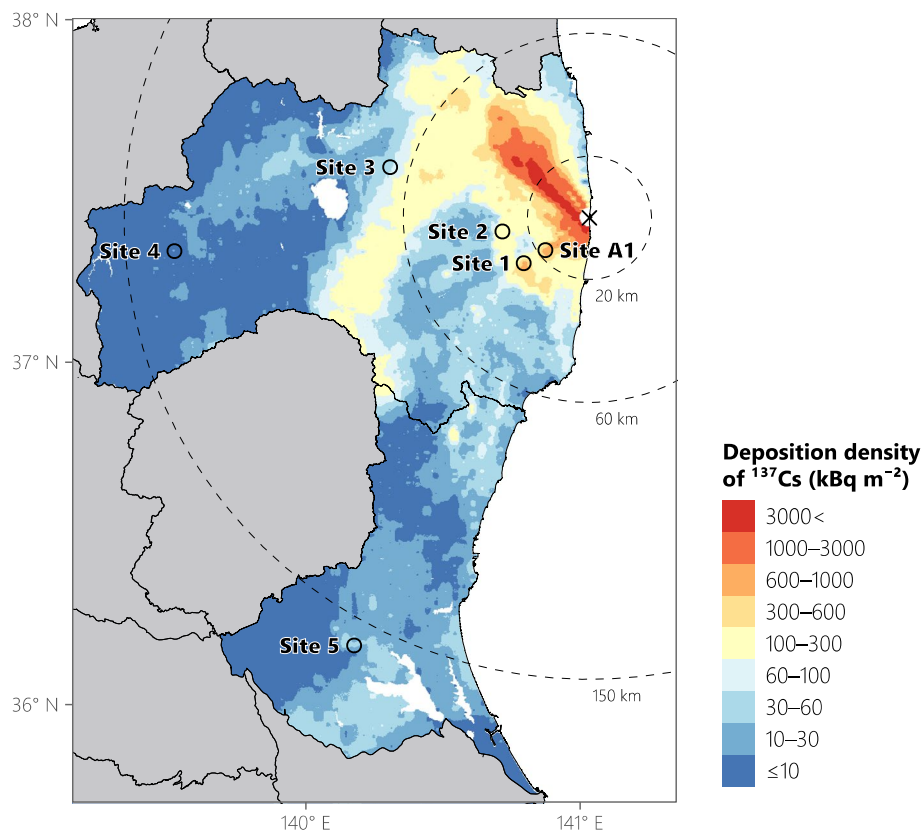 38° N
Site 3
Site 2
Site 4
Site A1
Site 1
20 km
37° N
60 km
Deposition density
of ¹³⁷Cs (kBq m⁻²)
3000<
1000–3000
600–1000
300–600
100–300
60–100
30–60
10–30
≤10
Site 5
150 km
36° N
140° E
141° E